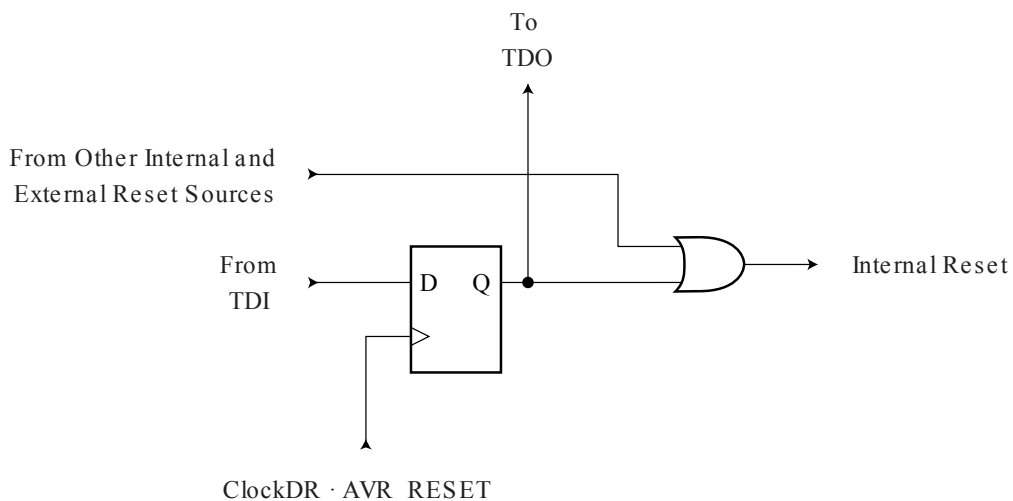 To
TDO
From Other Internal and
External Reset Sources
From
TDI
D Q
Internal Reset
ClockDR · AVR_RESET